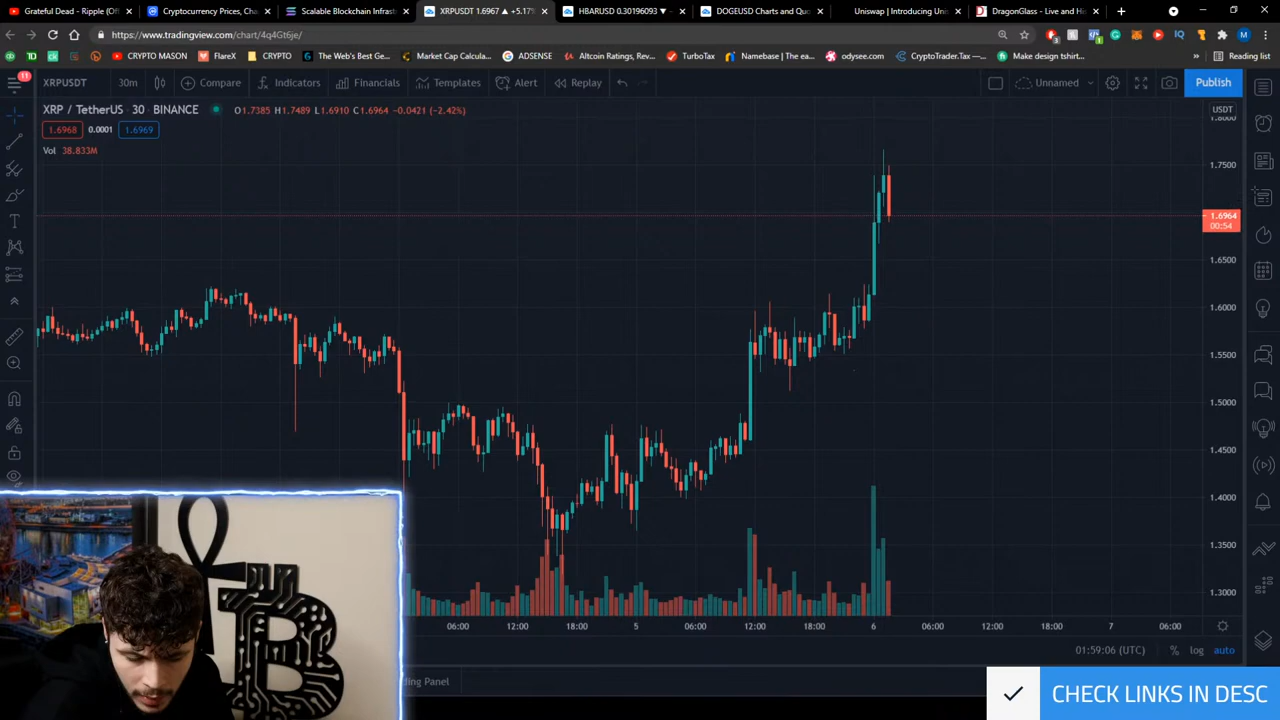 Grateful Dead - Ripple (Of
Cryptocurrency Prices, Cha
Scalable Blockchain Infrast
XRPUSDT 1.6967 ▲ +5.17%
HBARUSD 0.30196093 ▼
DOGEUSD Charts and Quo
Uniswap | Introducing Unis
DragonGlass - Live and Hi
https://www.tradingview.com/chart/4q4Gt6je/
CRYPTO MASON
FlareX
CRYPTO
The Web's Best Ge...
Market Cap Calcula...
ADSENSE
Altcoin Ratings, Rev...
TurboTax
Namebase | The ea...
odysee.com
CryptoTrader.Tax —...
Make design tshirt...
Reading list
11
XRPUSDT
30m
Compare
Indicators
Financials
Templates
Alert
Replay
Unnamed
Publish
XRP / TetherUS · 30 · BINANCE
O1.7385 H1.7489 L1.6910 C1.6964 −0.0421 (−2.42%)
USDT
1.6968
0.0001
1.6969
Vol 38.833M
1.8000
1.7500
1.6964
00:54
1.6500
1.6000
1.5500
1.5000
1.4500
1.4000
1.3500
1.3000
06:00
12:00
18:00
5
06:00
12:00
18:00
6
06:00
12:00
18:00
7
06:00
01:59:06 (UTC)
%
log
auto
ing Panel
CHECK LINKS IN DESC